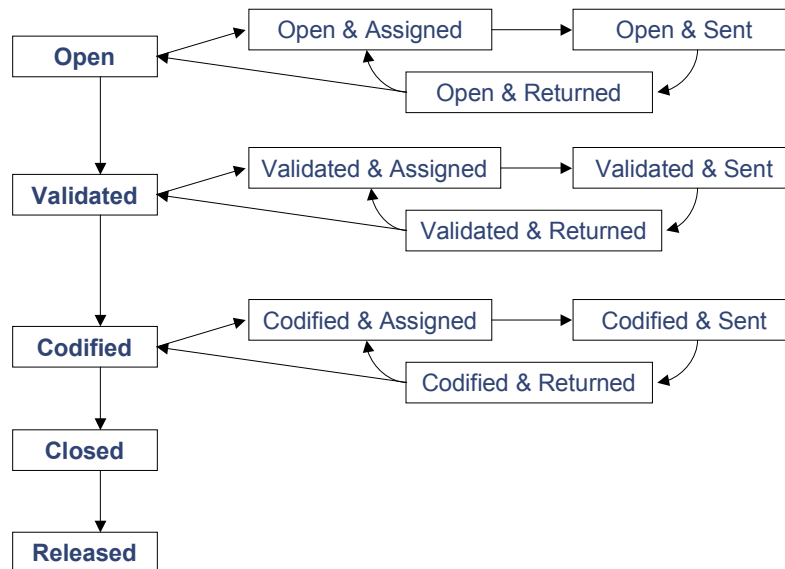 Open & Assigned
Open & Sent
Open
Open & Returned
Validated & Assigned
Validated & Sent
Validated
Validated & Returned
Codified & Assigned
Codified & Sent
Codified
Codified & Returned
Closed
Released